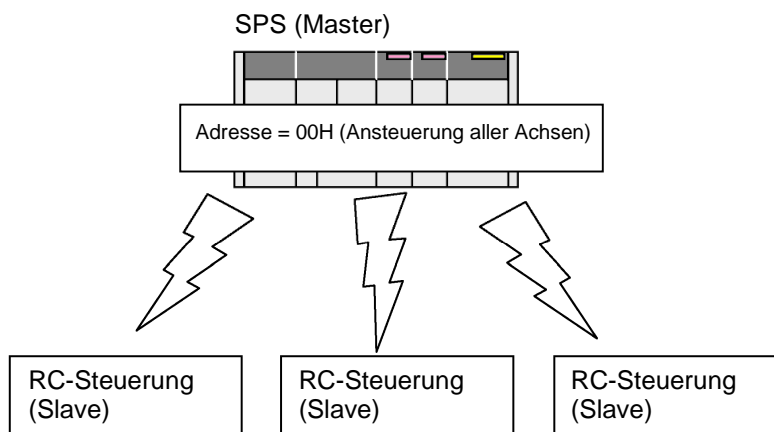 SPS (Master)
Adresse = 00H (Ansteuerung aller Achsen)
RC-Steuerung
(Slave)
RC-Steuerung
(Slave)
RC-Steuerung
(Slave)